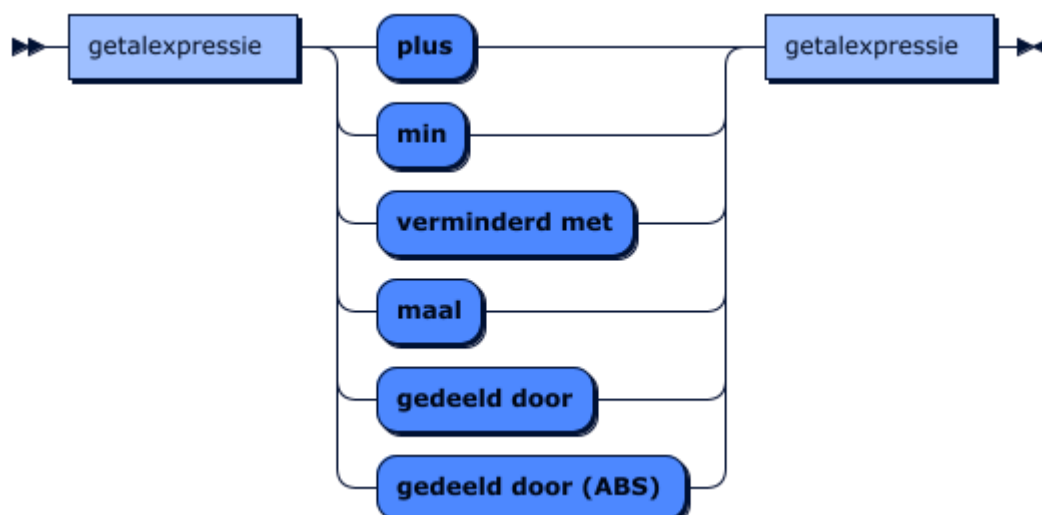 getalexpressie
plus
getalexpressie
min
verminderd met
maal
gedeeld door
gedeeld door (ABS)